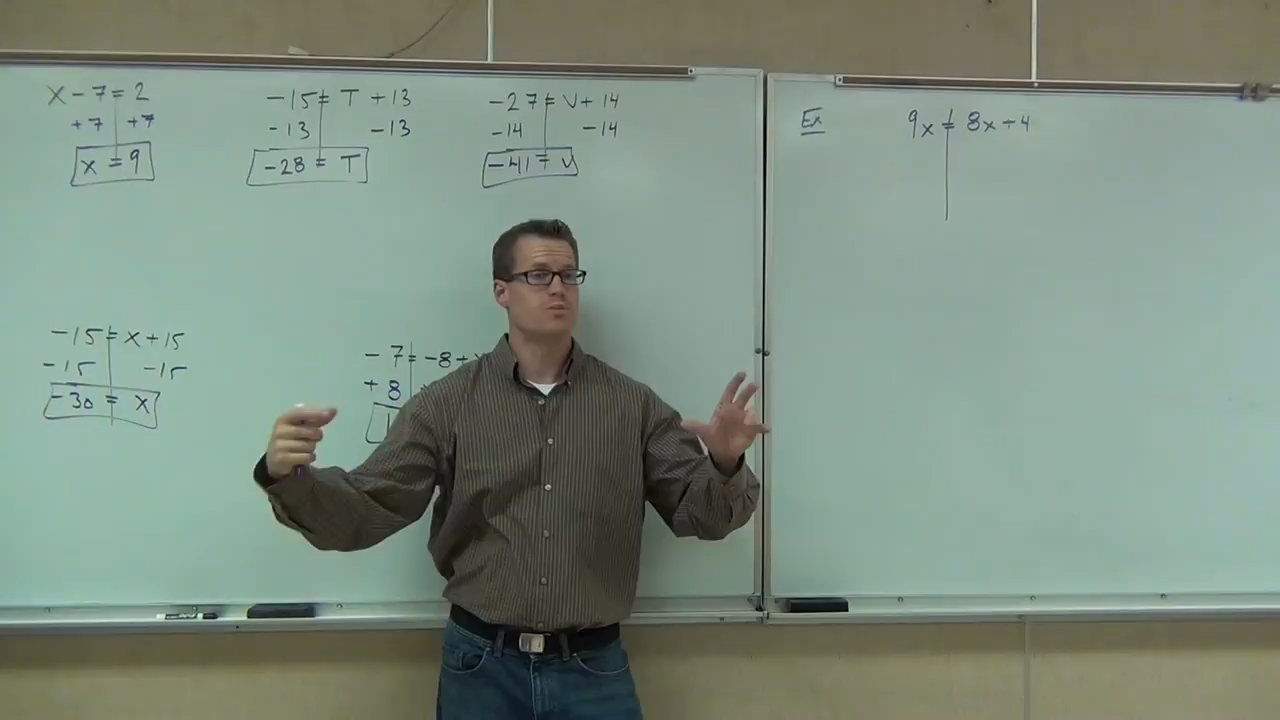 x - 7 = 2
+7 +7
x = 9
-15 = T + 13
-13 -13
-28 = T
-27 = V + 14
-14 -14
-41 = V
-15 = x + 15
-15 -15
-30 = x
-7 = -8 +
+ 8
1
Ex 9x = 8x + 4